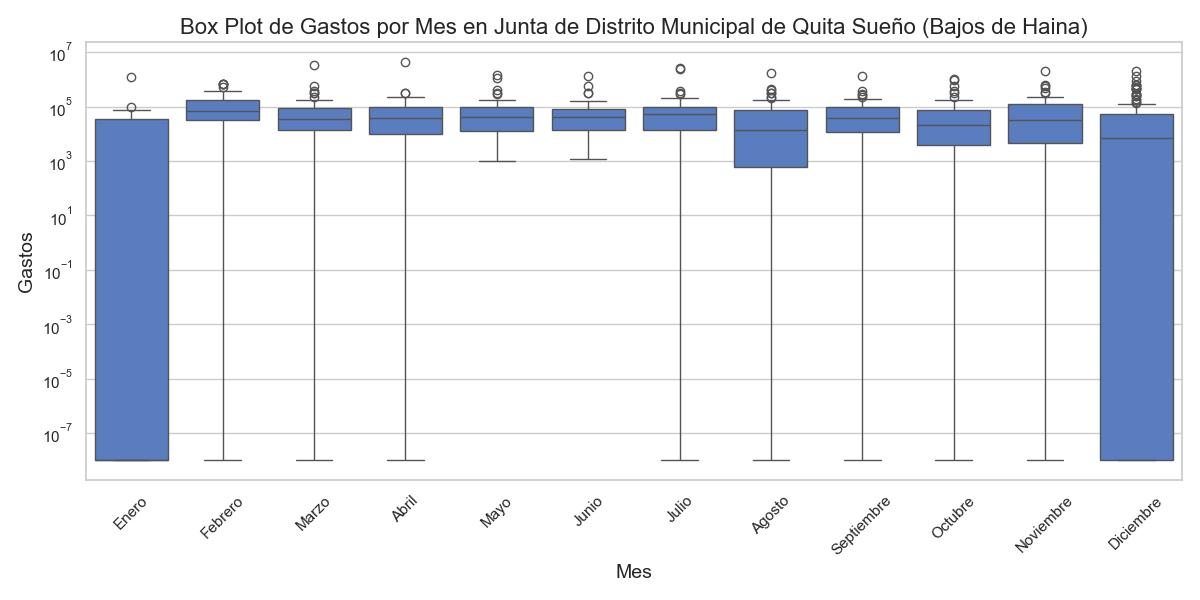 Box Plot de Gastos por Mes en Junta de Distrito Municipal de Quita Sueño (Bajos de Haina)
Gastos
10^7
10^5
10^3
10^1
10^−1
10^−3
10^−5
10^−7
Enero
Febrero
Marzo
Abril
Mayo
Junio
Julio
Agosto
Septiembre
Octubre
Noviembre
Diciembre
Mes